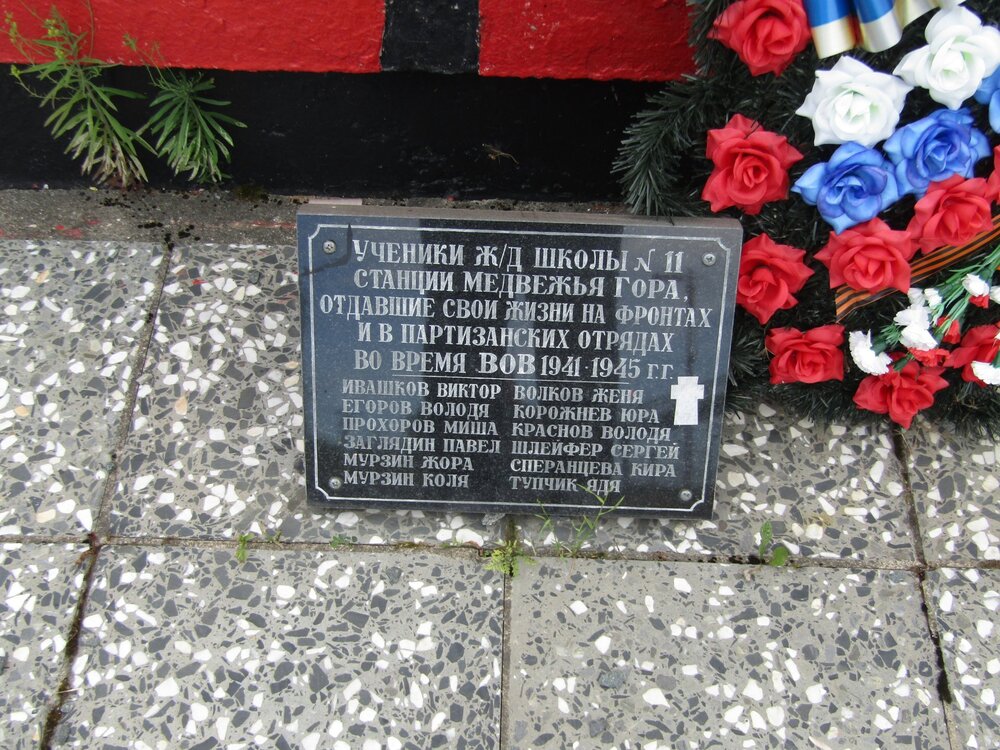 УЧЕНИКИ Ж/Д ШКОЛЫ N 11
СТАНЦИИ МЕДВЕЖЬЯ ГОРА,
ОТДАВШИЕ СВОИ ЖИЗНИ НА ФРОНТАХ
И В ПАРТИЗАНСКИХ ОТРЯДАХ
ВО ВРЕМЯ ВОВ 1941-1945 Г.Г.
ИВАШКОВ ВИКТОР ВОЛКОВ ЖЕНЯ
ЕГОРОВ ВОЛОДЯ КОРОЖНЕВ ЮРА
ПРОХОРОВ МИША КРАСНОВ ВОЛОДЯ
ЗАГЛЯДИН ПАВЕЛ ШЛЕЙФЕР СЕРГЕЙ
МУРЗИН ЖОРА СПЕРАНЦЕВА КИРА
МУРЗИН КОЛЯ ТУПЧИК ЯДЯ